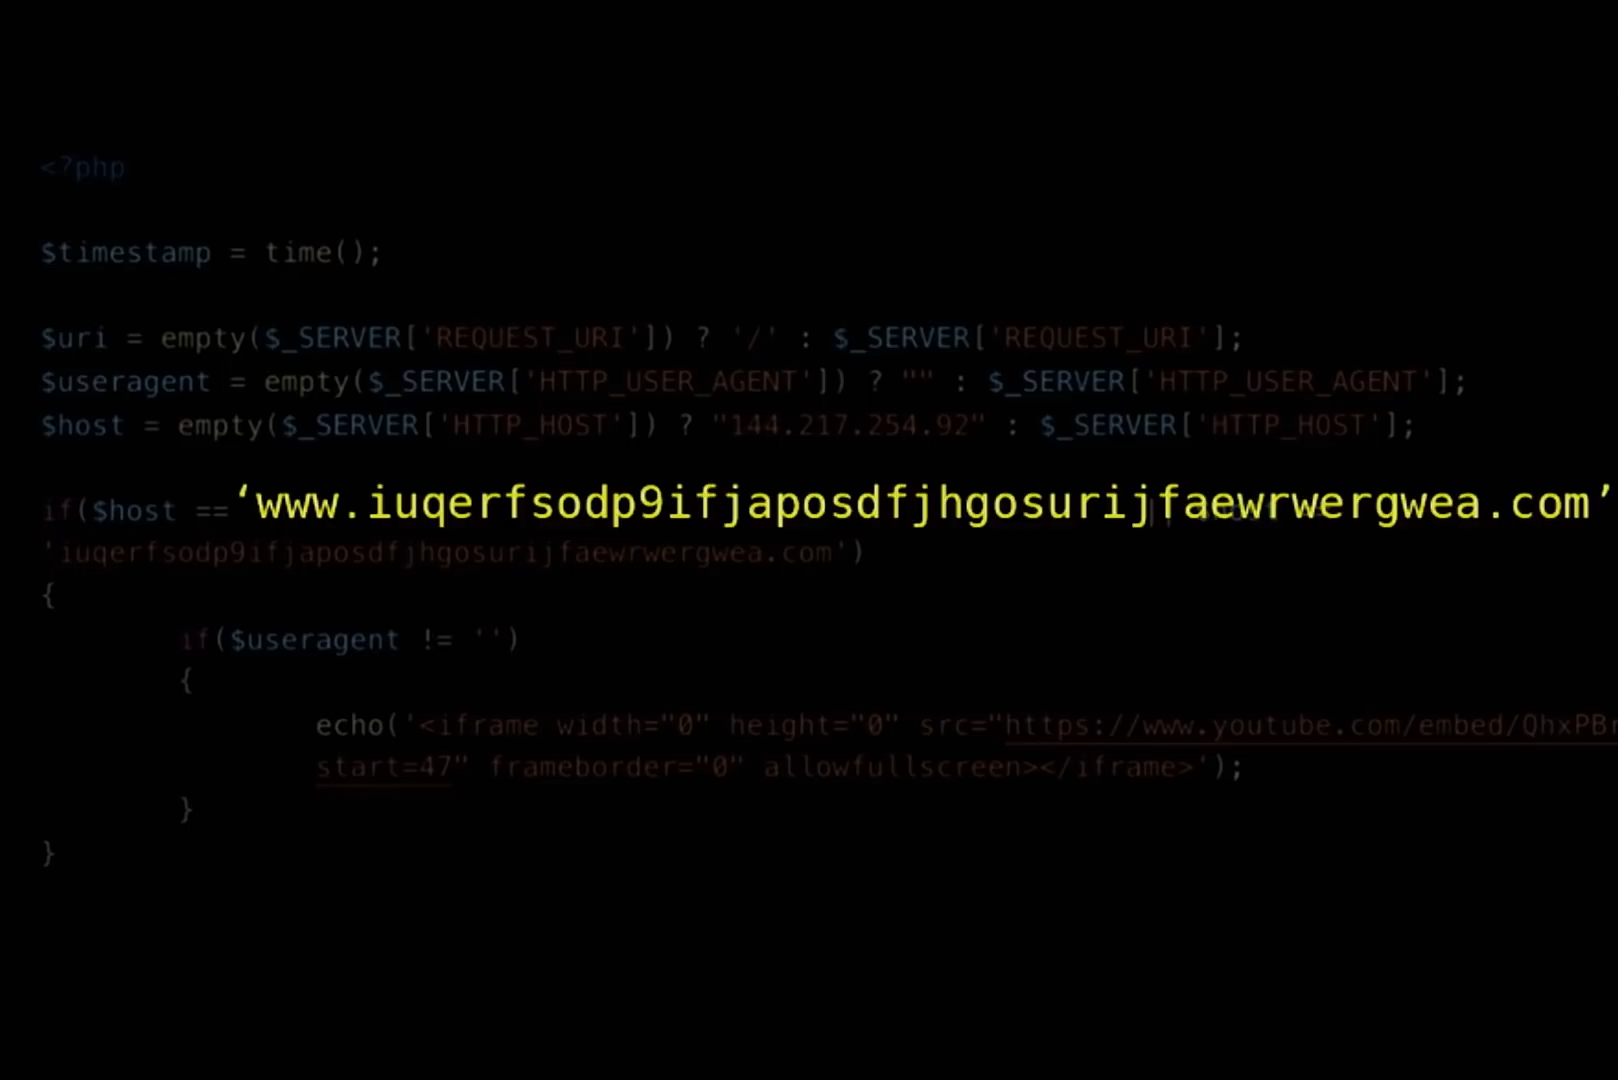 <?php
$timestamp = time();
$uri = empty($_SERVER['REQUEST_URI']) ? '/' : $_SERVER['REQUEST_URI'];
$useragent = empty($_SERVER['HTTP_USER_AGENT']) ? "" : $_SERVER['HTTP_USER_AGENT'];
$host = empty($_SERVER['HTTP_HOST']) ? "144.217.254.92" : $_SERVER['HTTP_HOST'];
if($host == ‘www.iuqerfsodp9ifjaposdfjhgosurijfaewrwergwea.com’
'iuqerfsodp9ifjaposdfjhgosurijfaewrwergwea.com')
{
if($useragent != '')
{
echo('<iframe width="0" height="0" src="https://www.youtube.com/embed/QhxPB
start=47" frameborder="0" allowfullscreen></iframe>');
}
}